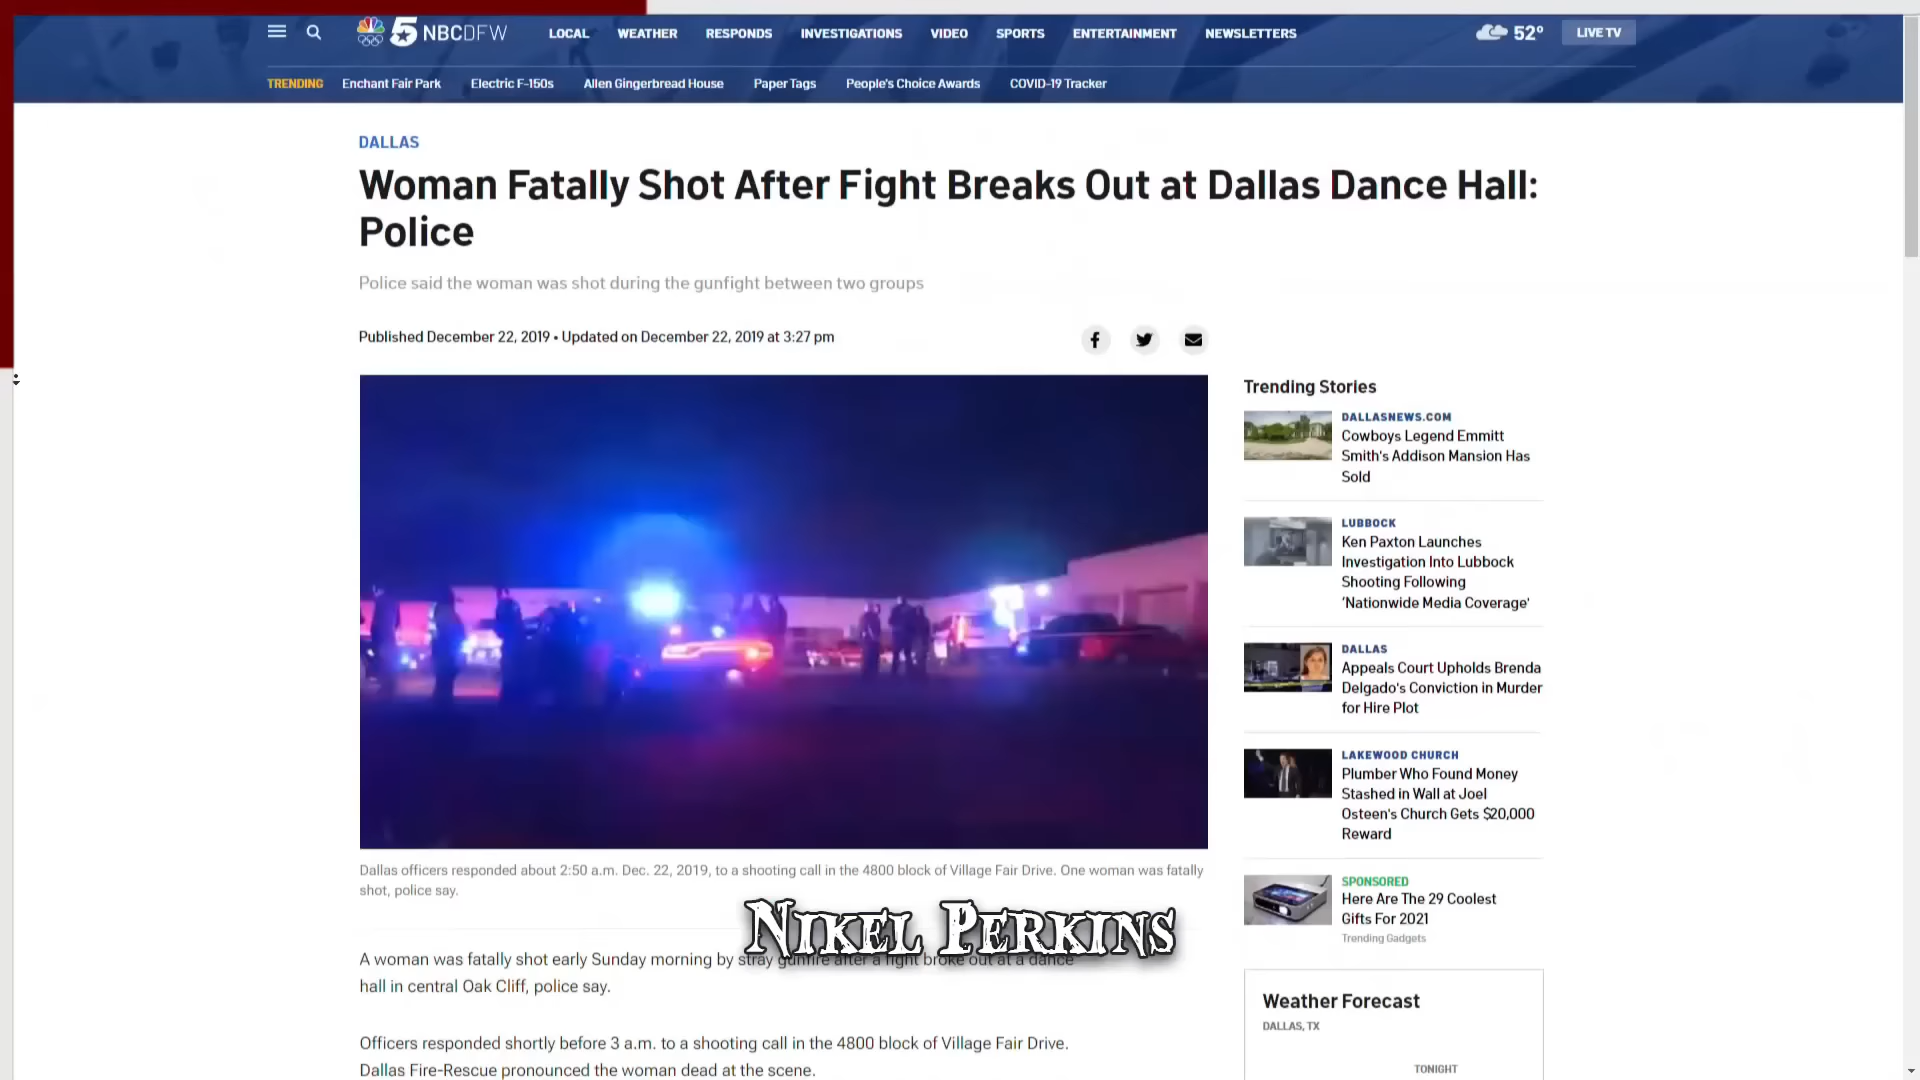 5 NBCDFW LOCAL WEATHER RESPONDS INVESTIGATIONS VIDEO SPORTS ENTERTAINMENT NEWSLETTERS 52° LIVE TV
TRENDING Enchant Fair Park Electric F-150s Allen Gingerbread House Paper Tags People's Choice Awards COVID-19 Tracker
DALLAS
Woman Fatally Shot After Fight Breaks Out at Dallas Dance Hall:
Police
Police said the woman was shot during the gunfight between two groups
Published December 22, 2019 • Updated on December 22, 2019 at 3:27 pm
Dallas officers responded about 2:50 a.m. Dec. 22, 2019, to a shooting call in the 4800 block of Village Fair Drive. One woman was fatally
shot, police say.
Nikel Perkins
A woman was fatally shot early Sunday morning by stray gunfire after a fight broke out at a dance
hall in central Oak Cliff, police say.
Officers responded shortly before 3 a.m. to a shooting call in the 4800 block of Village Fair Drive.
Dallas Fire-Rescue pronounced the woman dead at the scene.
Trending Stories
DALLASNEWS.COM
Cowboys Legend Emmitt
Smith's Addison Mansion Has
Sold
LUBBOCK
Ken Paxton Launches
Investigation Into Lubbock
Shooting Following
'Nationwide Media Coverage'
DALLAS
Appeals Court Upholds Brenda
Delgado's Conviction in Murder
for Hire Plot
LAKEWOOD CHURCH
Plumber Who Found Money
Stashed in Wall at Joel
Osteen's Church Gets $20,000
Reward
SPONSORED
Here Are The 29 Coolest
Gifts For 2021
Trending Gadgets
Weather Forecast
DALLAS, TX
TONIGHT